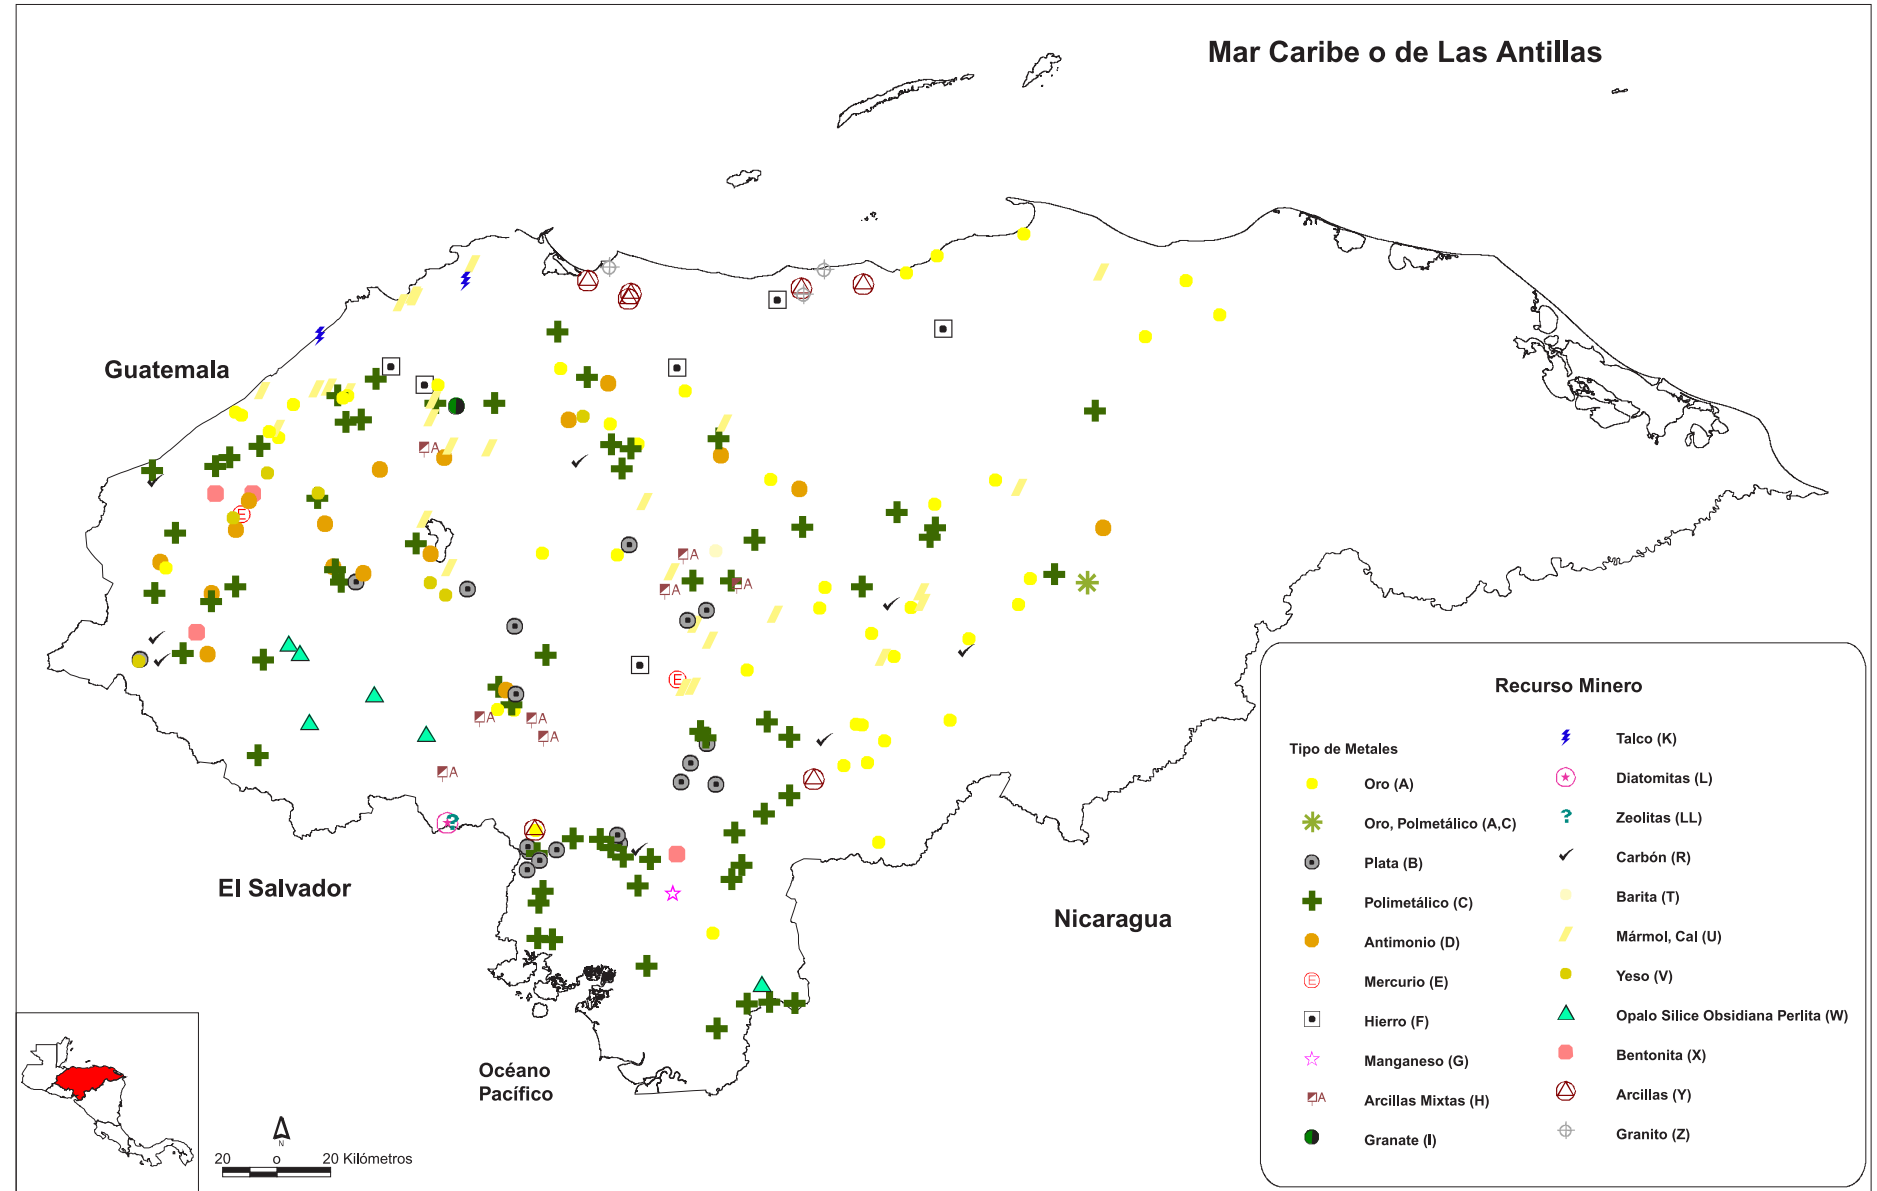 Mar Caribe o de Las Antillas
Guatemala
El Salvador
Nicaragua
Océano
Pacífico
Recurso Minero
Tipo de Metales
Oro (A)
Oro, Polmetálico (A,C)
Plata (B)
Polimetálico (C)
Antimonio (D)
E Mercurio (E)
Hierro (F)
Manganeso (G)
A Arcillas Mixtas (H)
Granate (I)
Talco (K)
Diatomitas (L)
? Zeolitas (LL)
Carbón (R)
Barita (T)
Mármol, Cal (U)
Yeso (V)
Opalo Silice Obsidiana Perlita (W)
Bentonita (X)
Arcillas (Y)
Granito (Z)
A
E
A
A
A
E
A
A
A
A
?
N
20 o 20 Kilómetros